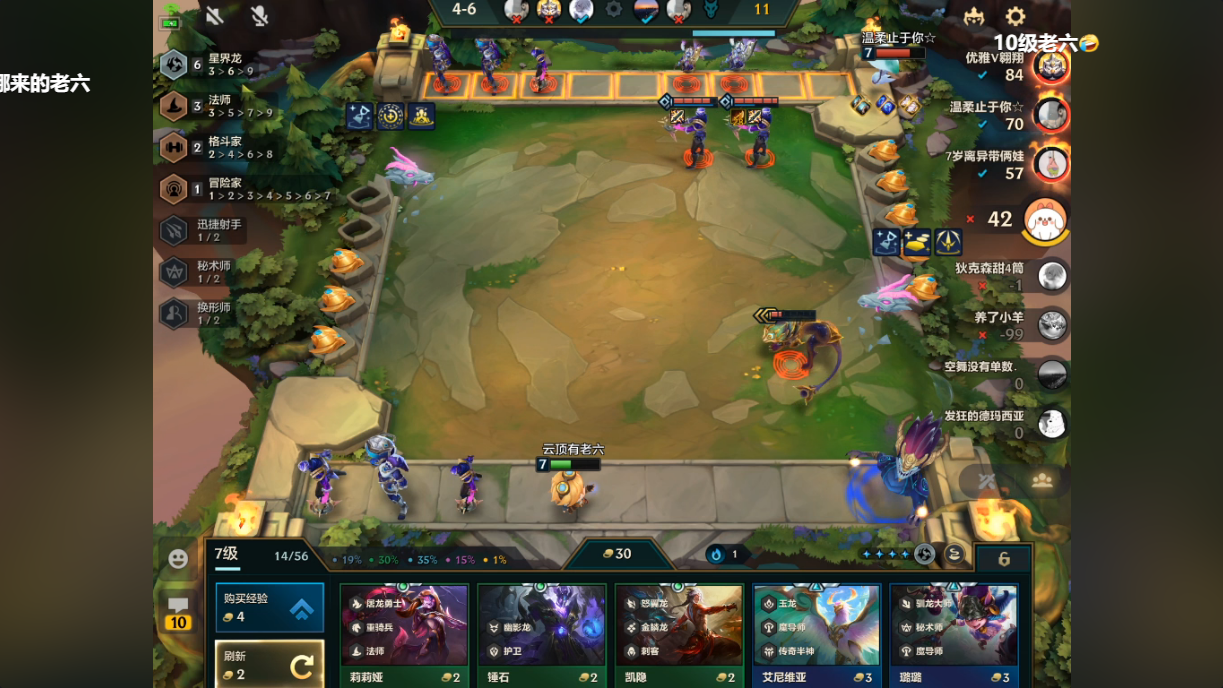 4-6
11
温柔止于你☆
7
10级老六🤣
哪来的老六
6
星界龙
3 > 6 > 9
3
法师
3 > 5 > 7 > 9
2
格斗家
2 > 4 > 6 > 8
1
冒险家
1 > 2 > 3 > 4 > 5 > 6 > 7
迅捷射手
1 / 2
秘术师
1 / 2
换形师
1 / 2
优雅V翱翔
84
温柔止于你☆
70
7岁离异带俩娃
57
42
狄克森甜4筒
-1
养了小羊
-99
空舞没有单数.
0
发狂的德玛西亚
0
云顶有老六
7
7级
14/56
19%
30%
35%
15%
1%
30
1
6
购买经验
4
刷新
2
10
屠龙勇士
重骑兵
法师
莉莉娅
2
幽影龙
护卫
锤石
2
怒翼龙
金鳞龙
刺客
凯隐
2
玉龙
魔导师
传奇半神
艾尼维亚
3
驯龙大师
秘术师
魔导师
璐璐
3